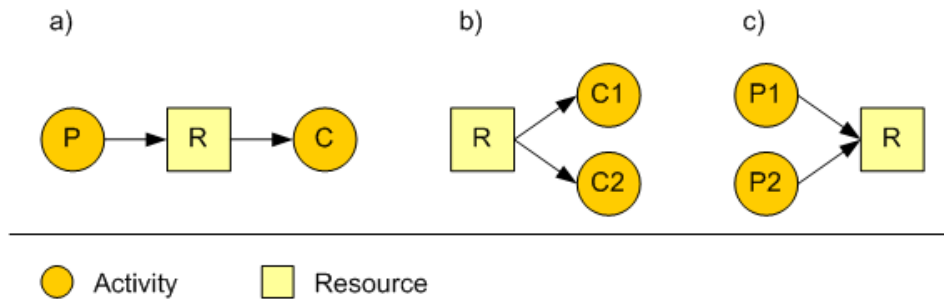 a) b) c)
P R C
R C1 C2
P1 P2 R
Activity Resource